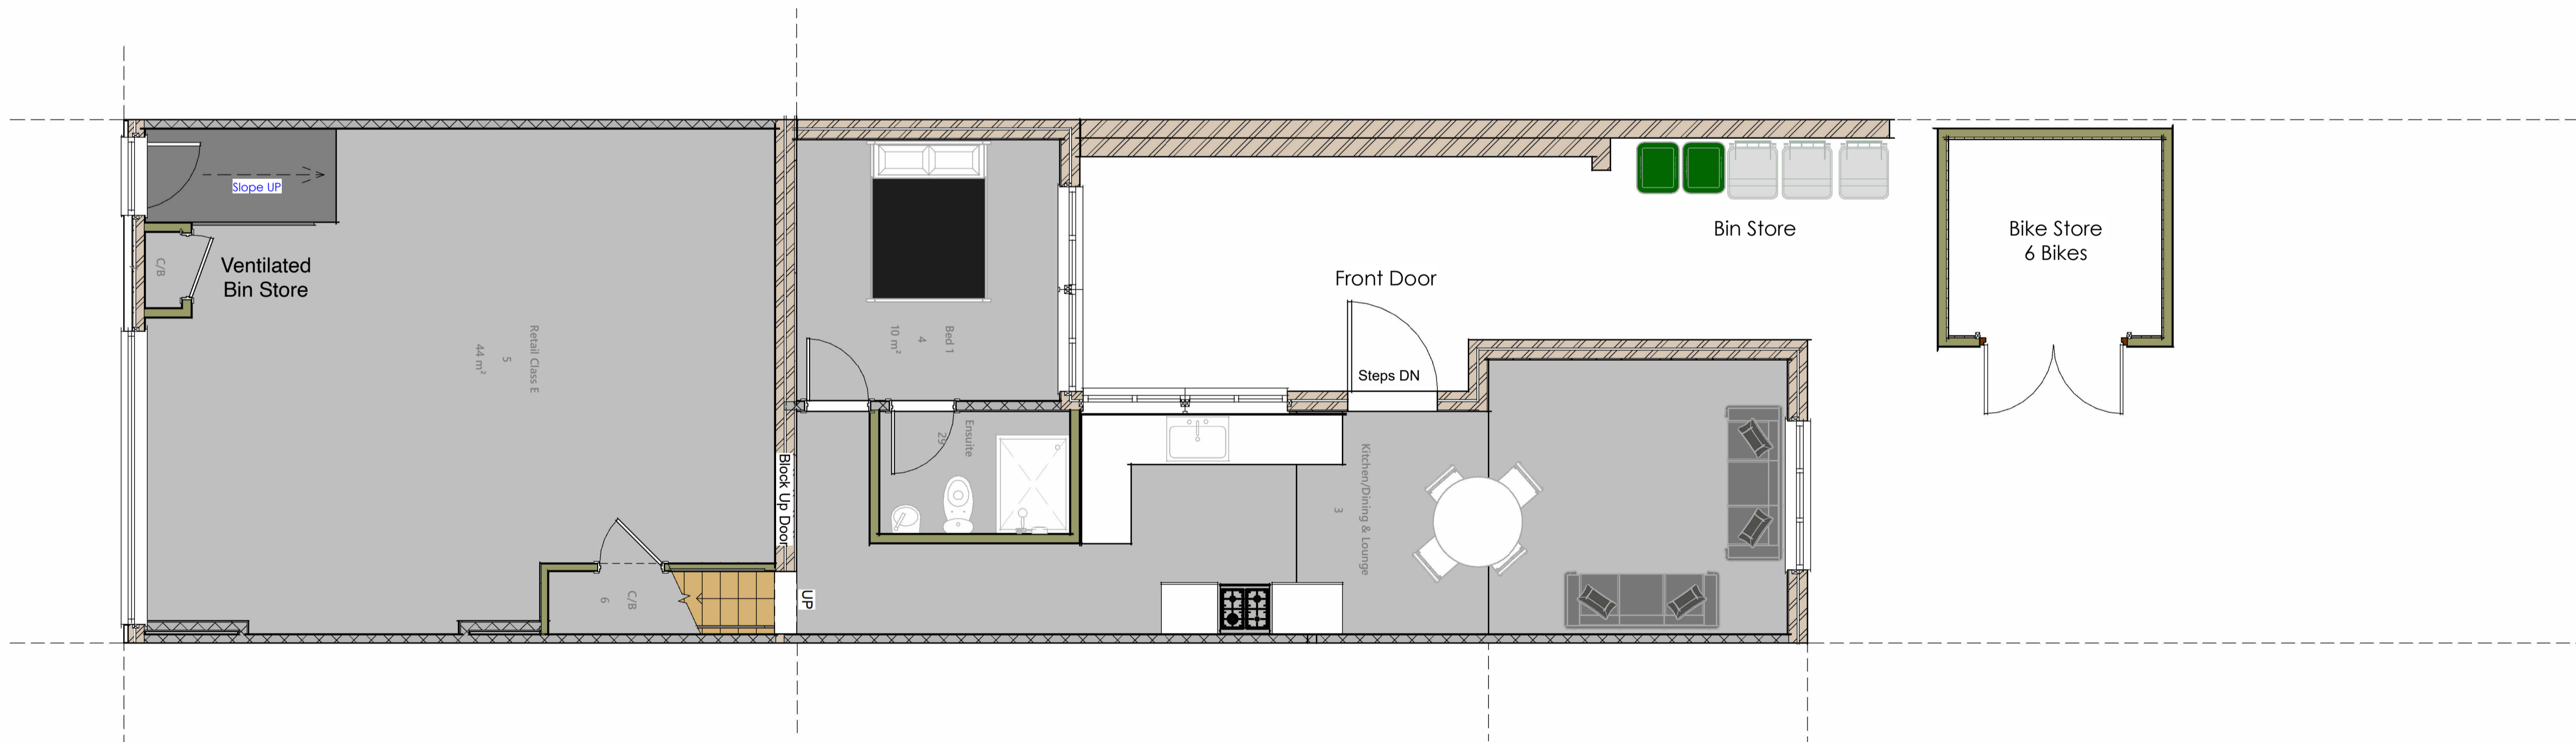 Slope UP
C/B
Ventilated
Bin Store
Retail Class E
5
44 m²
C/B
6
Block Up Door
UP
Bed 1
4
10 m²
Ensuite
29
Front Door
Steps DN
Kitchen/Dining & Lounge
3
Bin Store
Bike Store
6 Bikes